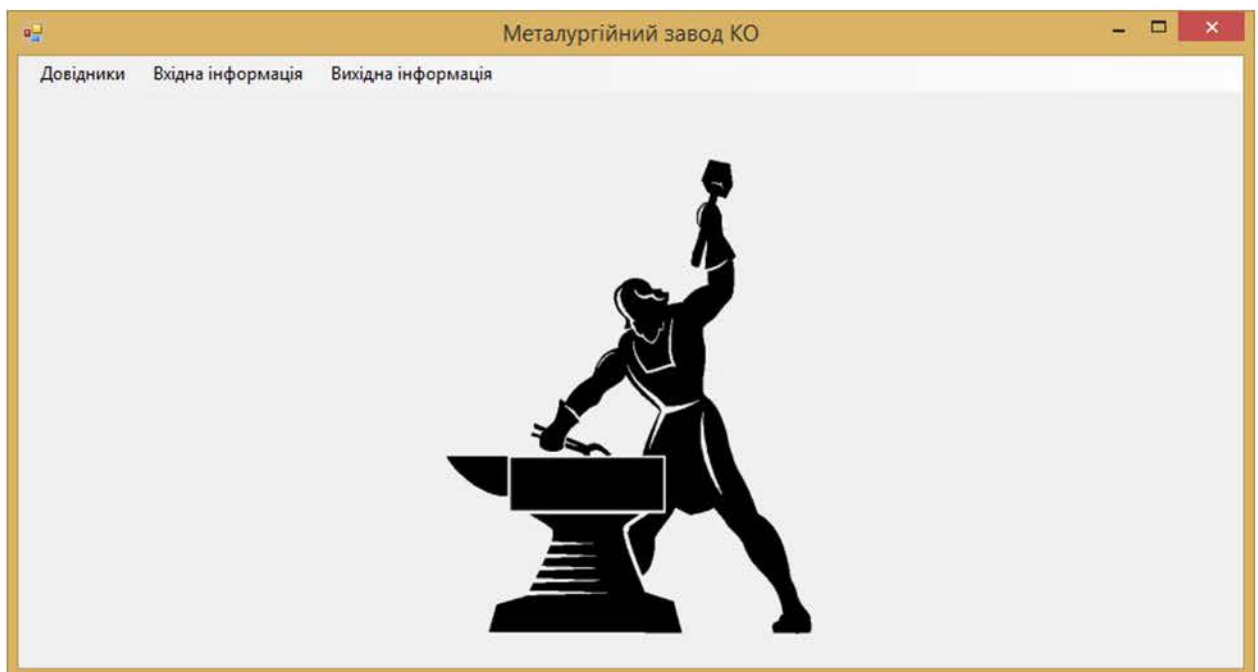 Металургійний завод КО
Довідники Вхідна інформація Вихідна інформація